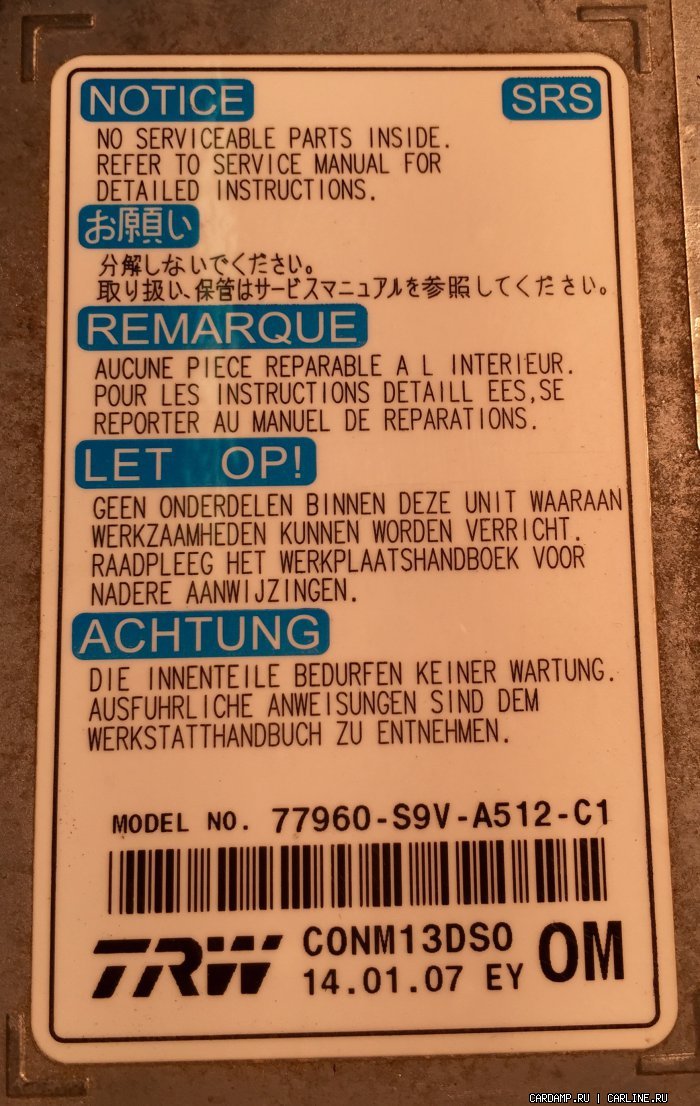 NOTICE SRS
NO SERVICEABLE PARTS INSIDE.
REFER TO SERVICE MANUAL FOR
DETAILED INSTRUCTIONS.
お願い
分解しないでください。
取り扱い、保管はサービスマニュアルを参照してください。
REMARQUE
AUCUNE PIECE REPARABLE A L INTERIEUR.
POUR LES INSTRUCTIONS DETAILL EES,SE
REPORTER AU MANUEL DE REPARATIONS.
LET OP!
GEEN ONDERDELEN BINNEN DEZE UNIT WAARAAN
WERKZAAMHEDEN KUNNEN WORDEN VERRICHT.
RAADPLEEG HET WERKPLAATSHANDBOEK VOOR
NADERE AANWIJZINGEN.
ACHTUNG
DIE INNENTEILE BEDURFEN KEINER WARTUNG.
AUSFUHRLICHE ANWEISUNGEN SIND DEM
WERKSTATTHANDBUCH ZU ENTNEHMEN.
MODEL NO. 77960-S9V-A512-C1
TRW CONM13DSO OM
14.01.07 EY
CARDAMP.RU | CARLINE.RU